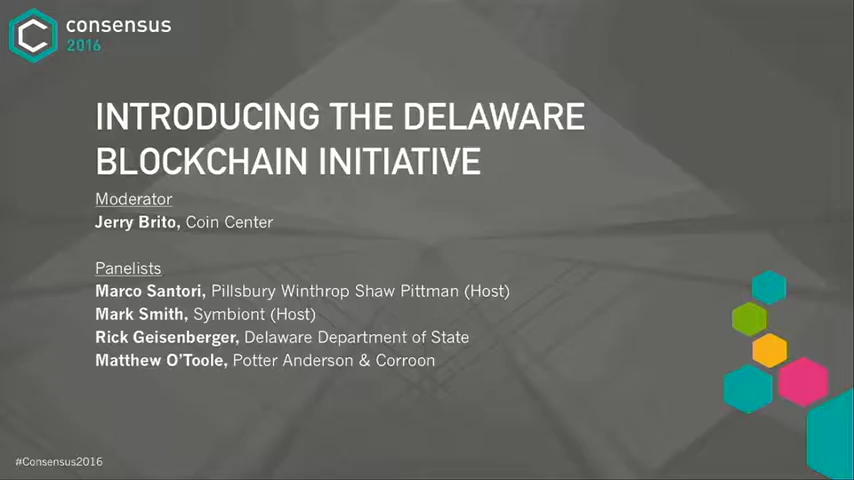 consensus
2016
INTRODUCING THE DELAWARE
BLOCKCHAIN INITIATIVE
Moderator
Jerry Brito, Coin Center
Panelists
Marco Santori, Pillsbury Winthrop Shaw Pittman (Host)
Mark Smith, Symbiont (Host)
Rick Geisenberger, Delaware Department of State
Matthew O'Toole, Potter Anderson & Corroon
#Consensus2016